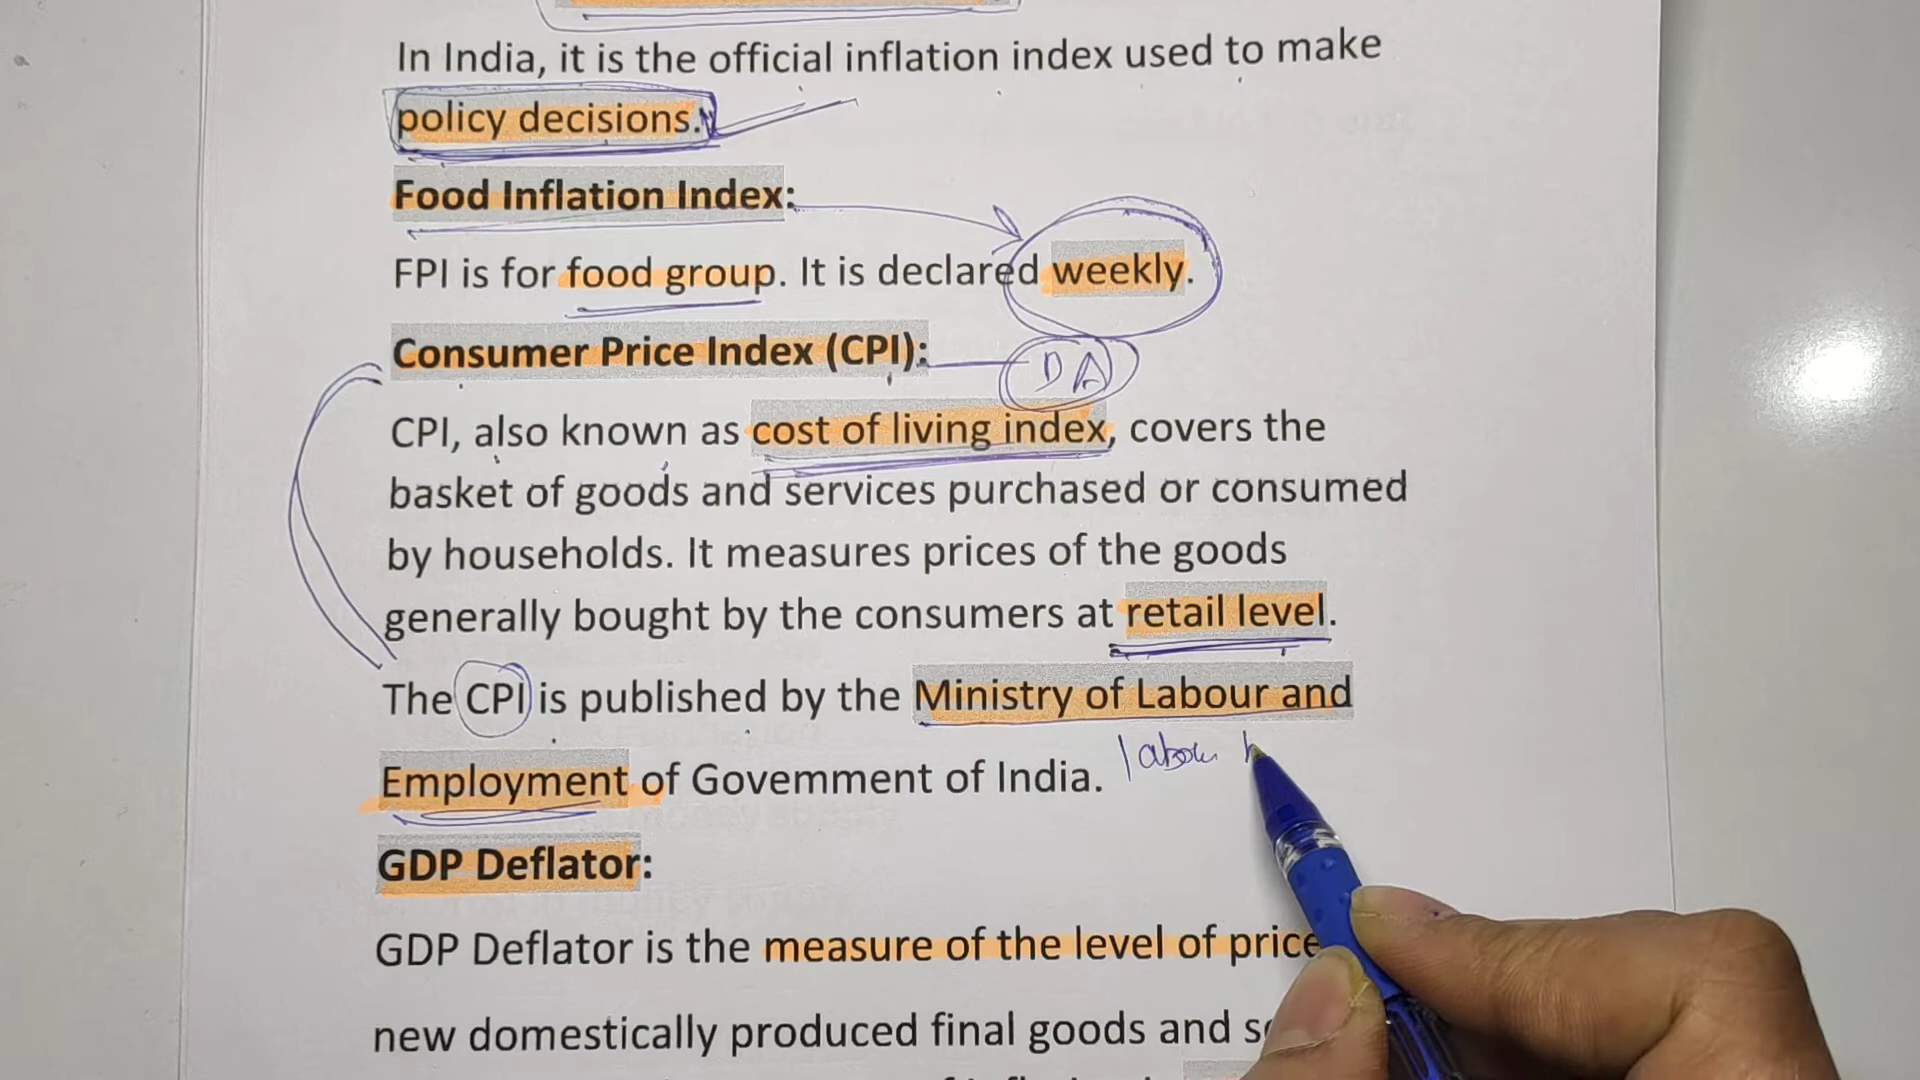 In India, it is the official inflation index used to make
policy decisions.
Food Inflation Index:
FPI is for food group. It is declared weekly.
Consumer Price Index (CPI):
DA
CPI, also known as cost of living index, covers the
basket of goods and services purchased or consumed
by households. It measures prices of the goods
generally bought by the consumers at retail level.
The CPI is published by the Ministry of Labour and
Employment of Govemment of India.
labour
GDP Deflator:
GDP Deflator is the measure of the level of price
new domestically produced final goods and